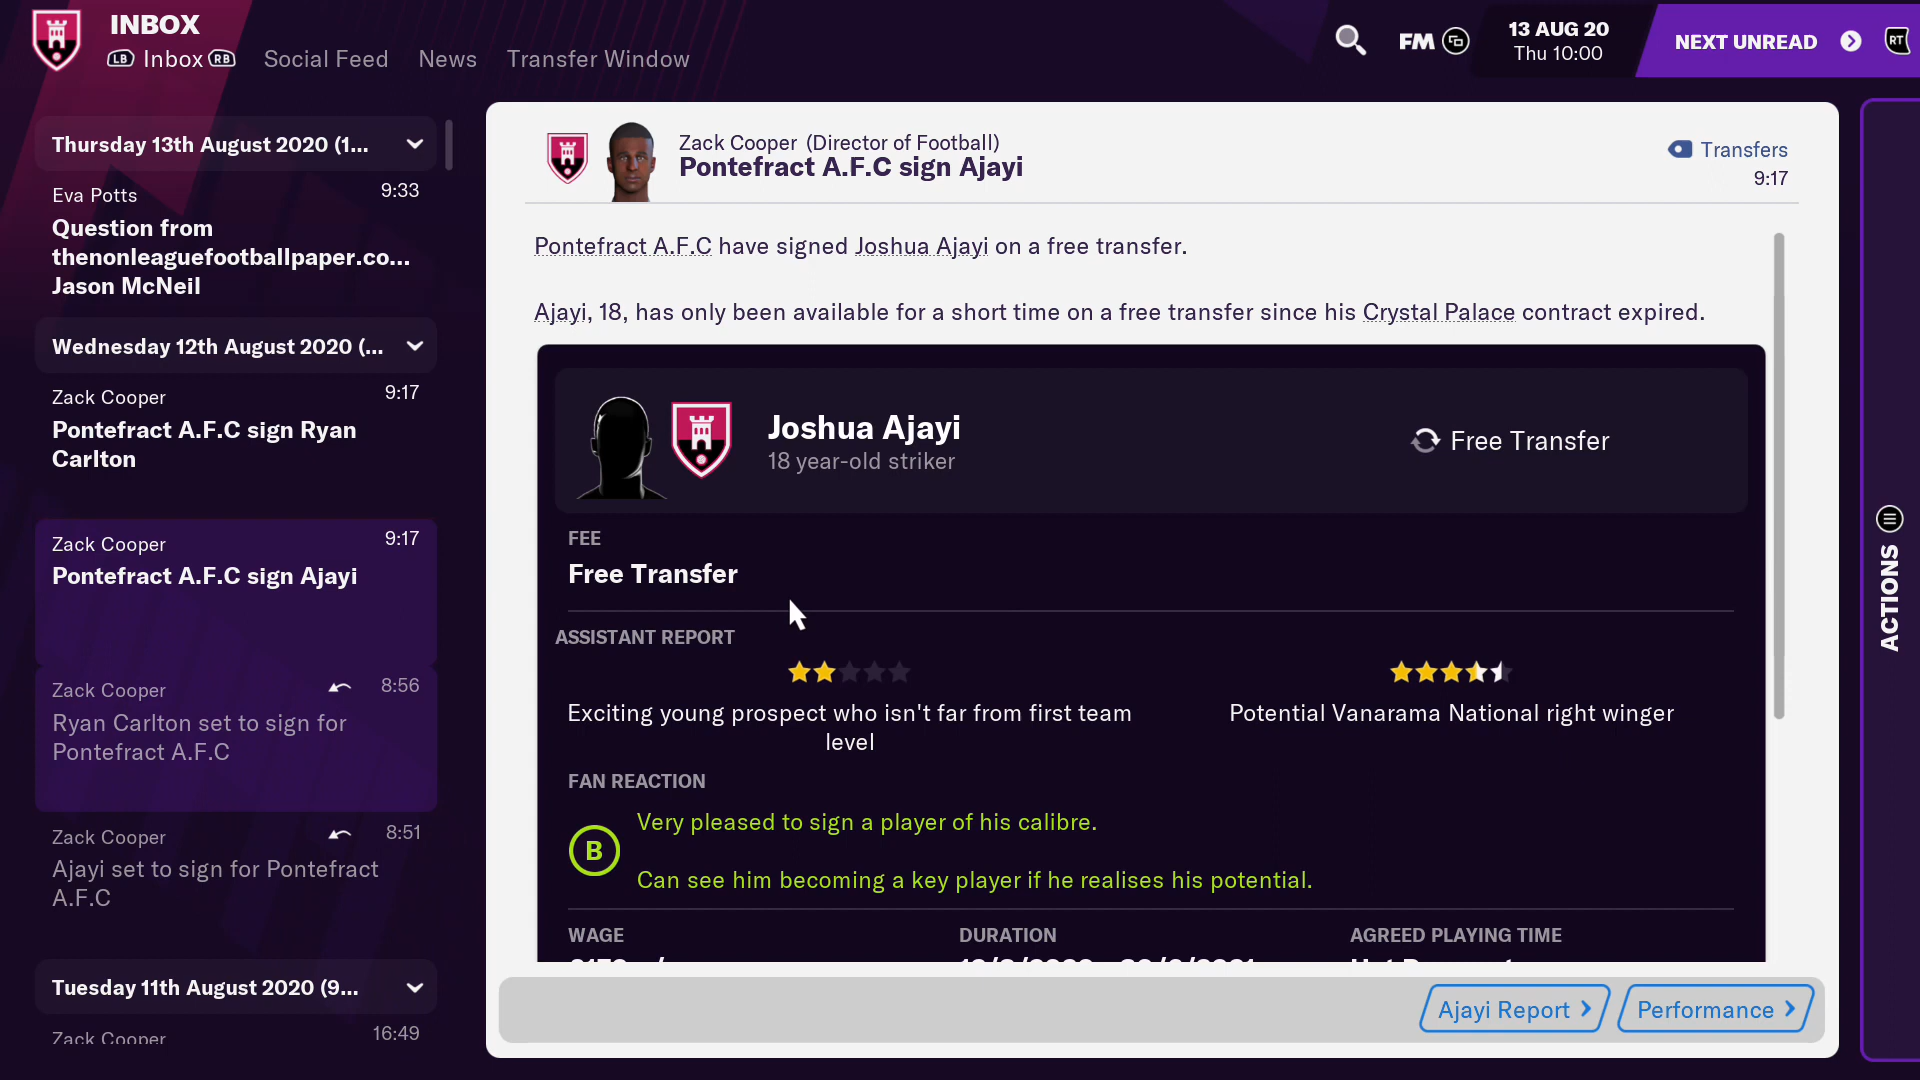 INBOX
LB Inbox RB
Social Feed
News
Transfer Window
FM
13 AUG 20
Thu 10:00
NEXT UNREAD
RT
Thursday 13th August 2020 (1...
Eva Potts
9:33
Question from
thenonleaguefootballpaper.co...
Jason McNeil
Wednesday 12th August 2020 (...
Zack Cooper
9:17
Pontefract A.F.C sign Ryan
Carlton
Zack Cooper
9:17
Pontefract A.F.C sign Ajayi
Zack Cooper
8:56
Ryan Carlton set to sign for
Pontefract A.F.C
Zack Cooper
8:51
Ajayi set to sign for Pontefract
A.F.C
Tuesday 11th August 2020 (9...
Zack Cooper
16:49
Zack Cooper (Director of Football)
Pontefract A.F.C sign Ajayi
Transfers
9:17
Pontefract A.F.C have signed Joshua Ajayi on a free transfer.
Ajayi, 18, has only been available for a short time on a free transfer since his Crystal Palace contract expired.
Joshua Ajayi
18 year-old striker
Free Transfer
FEE
Free Transfer
ASSISTANT REPORT
Exciting young prospect who isn't far from first team
level
Potential Vanarama National right winger
FAN REACTION
B
Very pleased to sign a player of his calibre.
Can see him becoming a key player if he realises his potential.
WAGE
DURATION
AGREED PLAYING TIME
Ajayi Report
Performance
ACTIONS